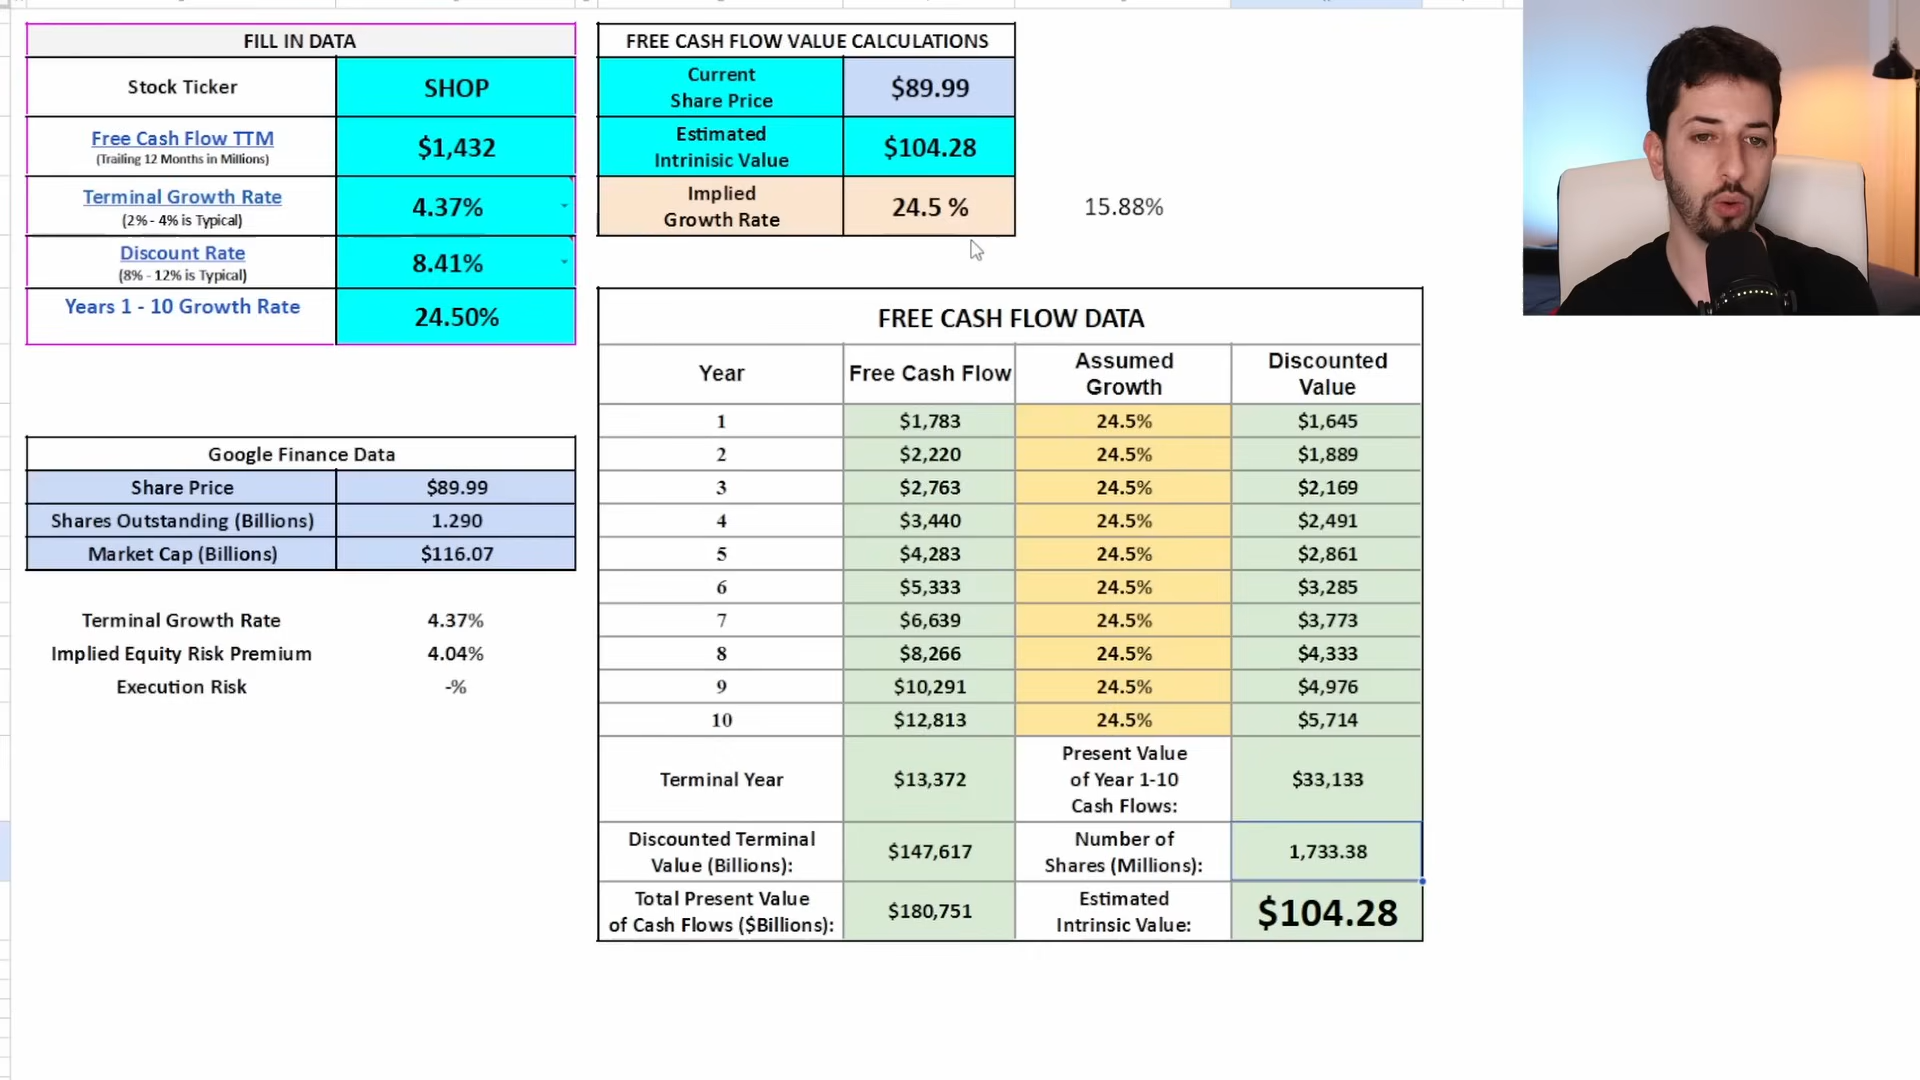 FILL IN DATA
Stock Ticker
SHOP
Free Cash Flow TTM
(Trailing 12 Months in Millions)
$1,432
Terminal Growth Rate
(2% - 4% is Typical)
4.37%
Discount Rate
(8% - 12% is Typical)
8.41%
Years 1 - 10 Growth Rate
24.50%
FREE CASH FLOW VALUE CALCULATIONS
Current
Share Price
$89.99
Estimated
Intrinisic Value
$104.28
Implied
Growth Rate
24.5 %
15.88%
Google Finance Data
Share Price
$89.99
Shares Outstanding (Billions)
1.290
Market Cap (Billions)
$116.07
Terminal Growth Rate
4.37%
Implied Equity Risk Premium
4.04%
Execution Risk
-%
FREE CASH FLOW DATA
Year
Free Cash Flow
Assumed
Growth
Discounted
Value
1 $1,783 24.5% $1,645
2 $2,220 24.5% $1,889
3 $2,763 24.5% $2,169
4 $3,440 24.5% $2,491
5 $4,283 24.5% $2,861
6 $5,333 24.5% $3,285
7 $6,639 24.5% $3,773
8 $8,266 24.5% $4,333
9 $10,291 24.5% $4,976
10 $12,813 24.5% $5,714
Terminal Year
$13,372
Present Value
of Year 1-10
Cash Flows:
$33,133
Discounted Terminal
Value (Billions):
$147,617
Number of
Shares (Millions):
1,733.38
Total Present Value
of Cash Flows ($Billions):
$180,751
Estimated
Intrinsic Value:
$104.28